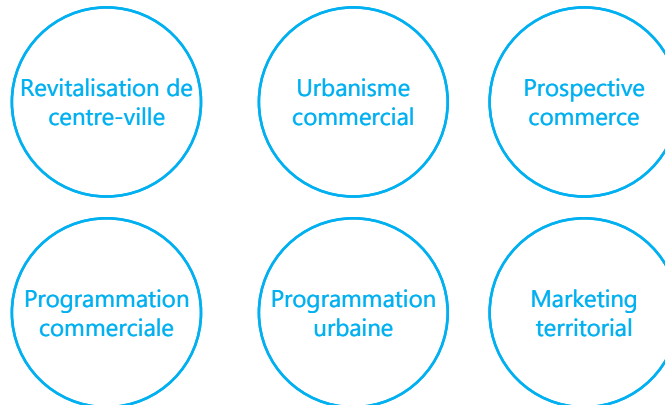 Revitalisation de
centre-ville
Urbanisme
commercial
Prospective
commerce
Programmation
commerciale
Programmation
urbaine
Marketing
territorial